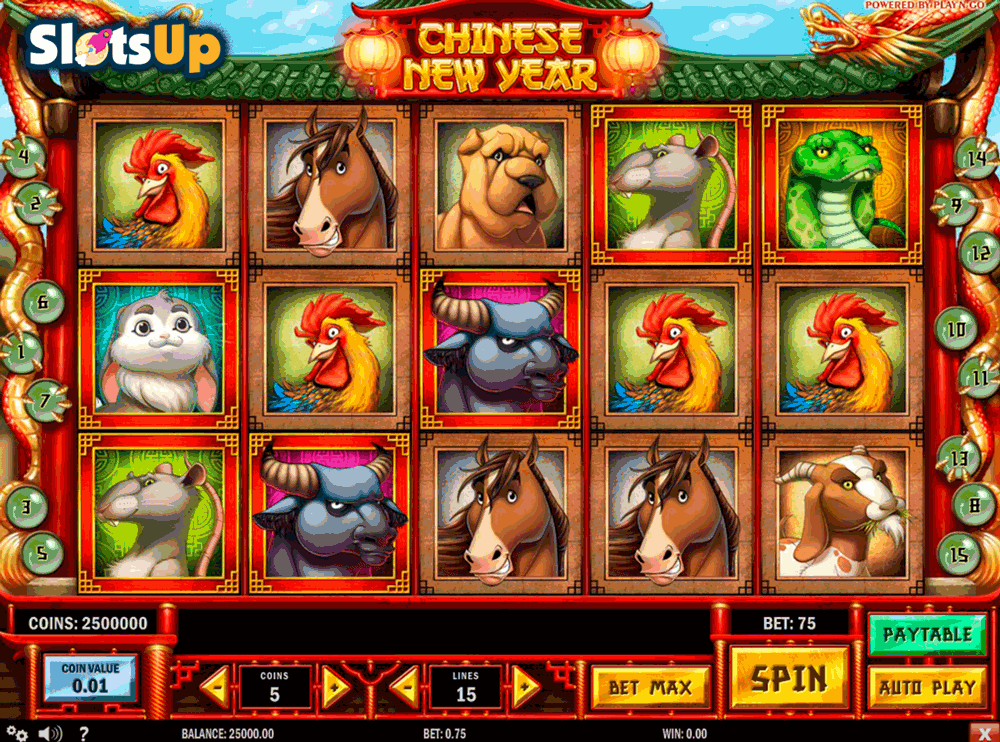 POWERED BY PLAY'N GO
SlotsUp
CHINESE
NEW YEAR
4
2
6
1
7
3
5
14
9
12
10
11
13
8
15
COINS: 2500000
BET: 75
PAYTABLE
COIN VALUE
0.01
-
COINS
5
+
-
LINES
15
+
BET MAX
SPIN
AUTO PLAY
?
BALANCE: 25000.00
BET: 0.75
WIN: 0.00
X